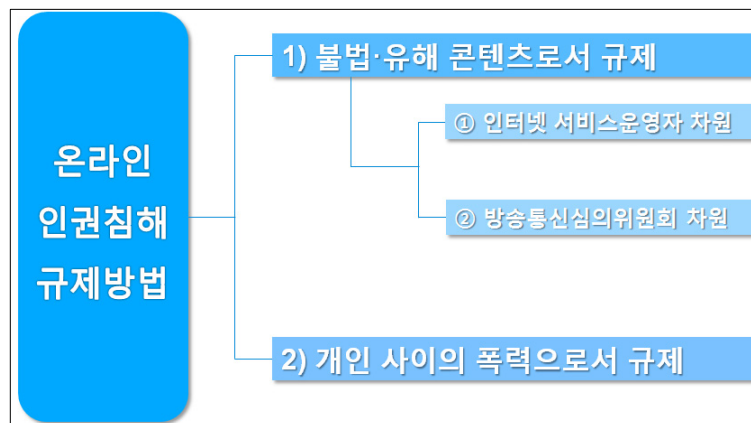 온라인
인권침해
규제방법
1) 불법·유해 콘텐츠로서 규제
① 인터넷 서비스운영자 차원
② 방송통신심의위원회 차원
2) 개인 사이의 폭력으로서 규제